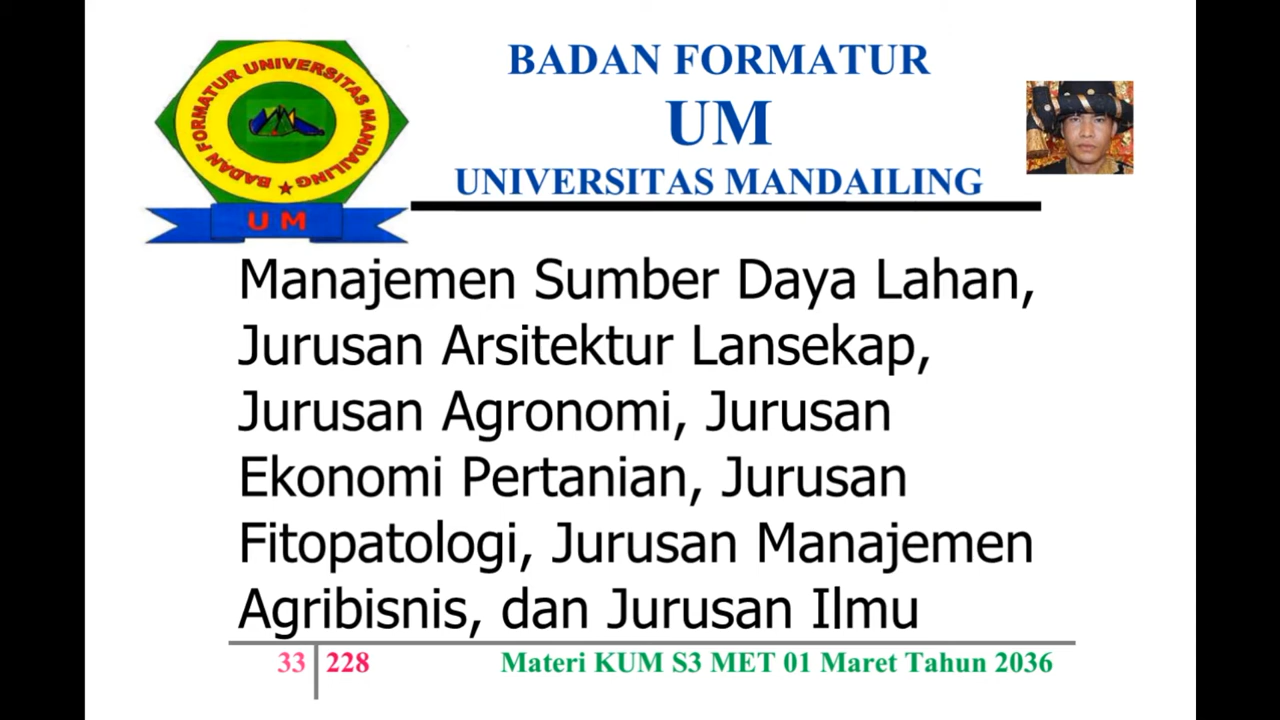 BADAN FORMATUR
UM
UNIVERSITAS MANDAILING
BADAN FORMATUR UNIVERSITAS MANDAILING
U M
Manajemen Sumber Daya Lahan,
Jurusan Arsitektur Lansekap,
Jurusan Agronomi, Jurusan
Ekonomi Pertanian, Jurusan
Fitopatologi, Jurusan Manajemen
Agribisnis, dan Jurusan Ilmu
33 228 Materi KUM S3 MET 01 Maret Tahun 2036